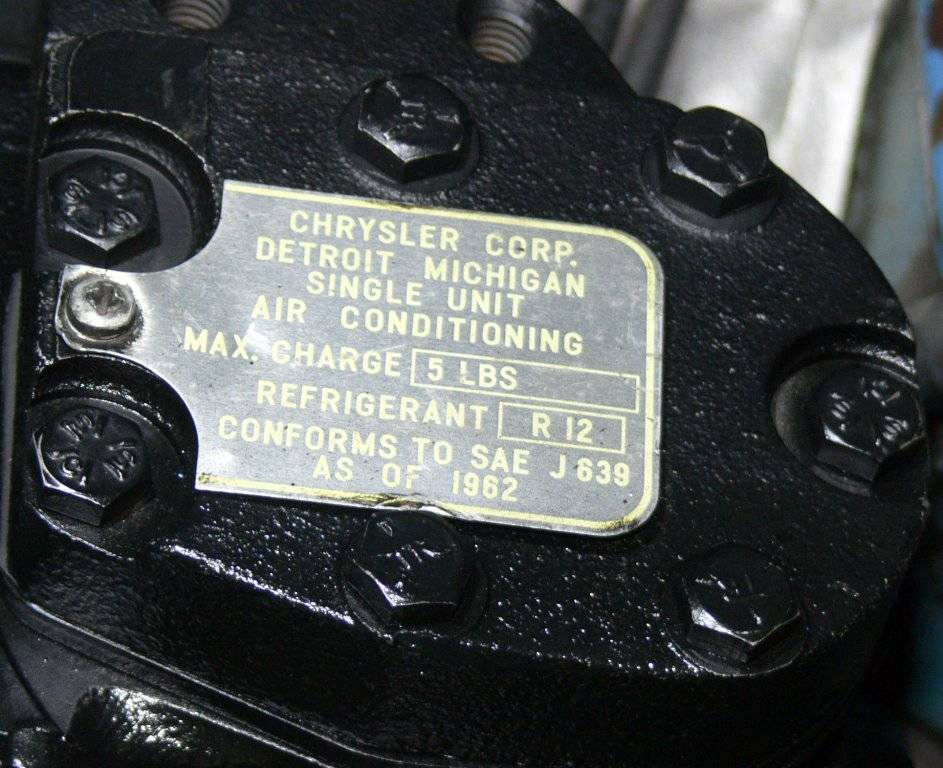 CHRYSLER CORP.
DETROIT MICHIGAN
SINGLE UNIT
AIR CONDITIONING
MAX. CHARGE 5 LBS
REFRIGERANT R 12
CONFORMS TO SAE J 639
AS OF 1962